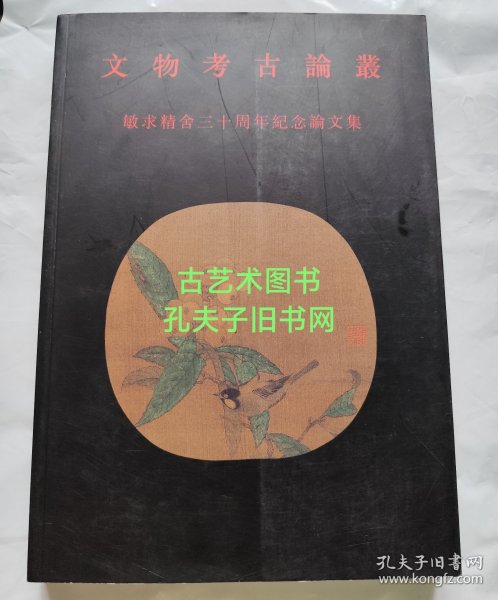 文物考古論叢
敏求精舍三十周年紀念論文集
古艺术图书
孔夫子旧书网
孔夫子旧书网
www.kongfz.com